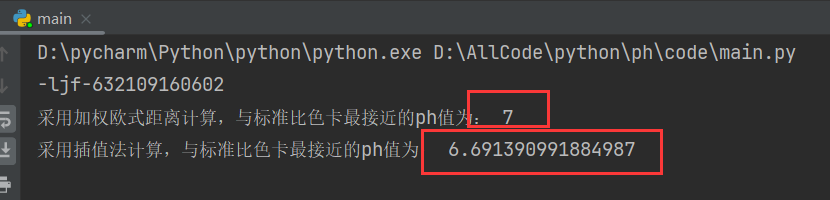 main
D:\pycharm\Python\python\python.exe D:\AllCode\python\ph\code\main.py
-ljf-632109160602
采用加权欧式距离计算，与标准比色卡最接近的ph值为： 7
采用插值法计算，与标准比色卡最接近的ph值为 6.691390991884987